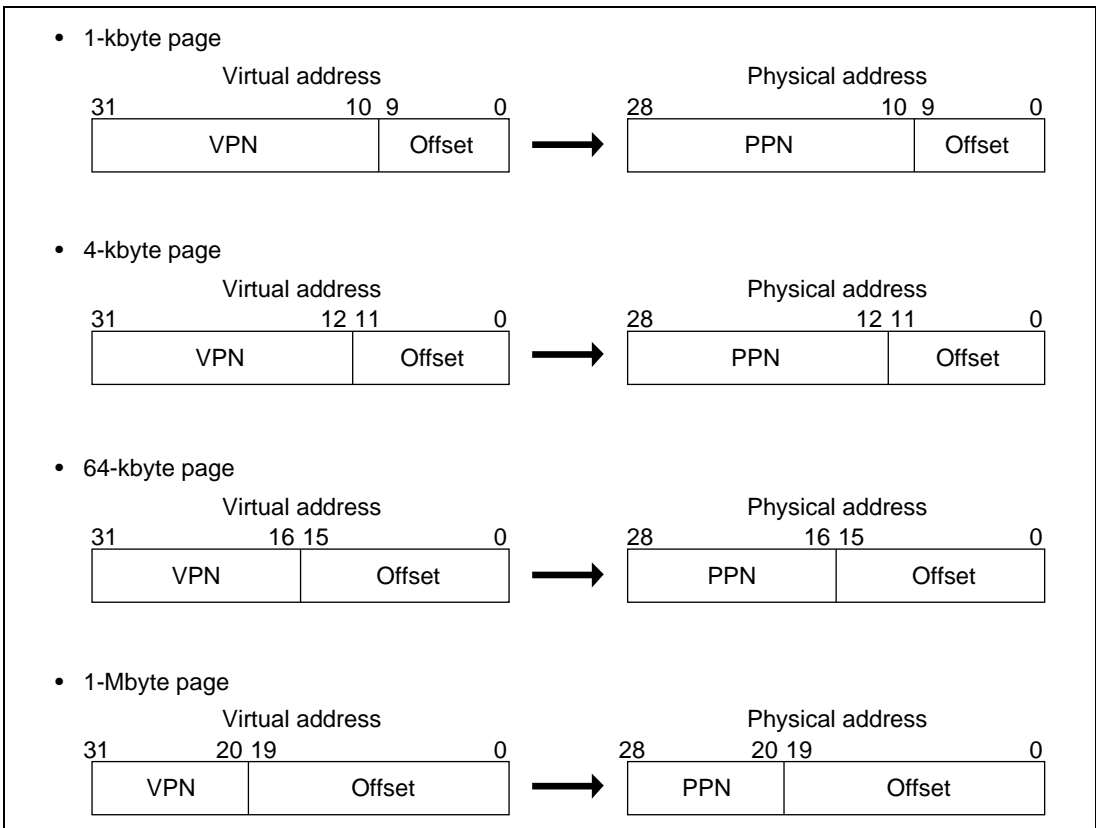 • 1-kbyte page
Virtual address Physical address
31 10 9 0 28 10 9 0
VPN Offset PPN Offset
• 4-kbyte page
Virtual address Physical address
31 12 11 0 28 12 11 0
VPN Offset PPN Offset
• 64-kbyte page
Virtual address Physical address
31 16 15 0 28 16 15 0
VPN Offset PPN Offset
• 1-Mbyte page
Virtual address Physical address
31 20 19 0 28 20 19 0
VPN Offset PPN Offset